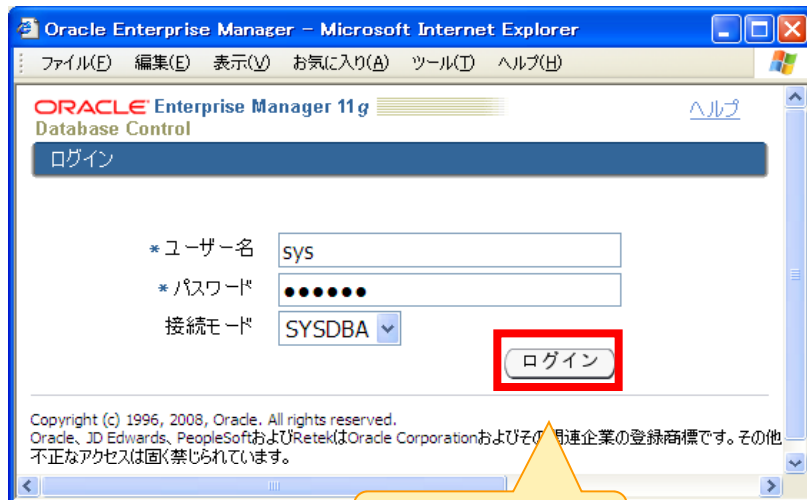 Oracle Enterprise Manager - Microsoft Internet Explorer
ファイル(F) 編集(E) 表示(V) お気に入り(A) ツール(T) ヘルプ(H)
ORACLE Enterprise Manager 11g
Database Control
ヘルプ
ログイン
*ユーザー名 sys
*パスワード ●●●●●●
接続モード SYSDBA
ログイン
Copyright (c) 1996, 2008, Oracle. All rights reserved.
Oracle、JD Edwards、PeopleSoftおよびRetekはOracle Corporationおよびその関連企業の登録商標です。その他
不正なアクセスは固く禁じられています。